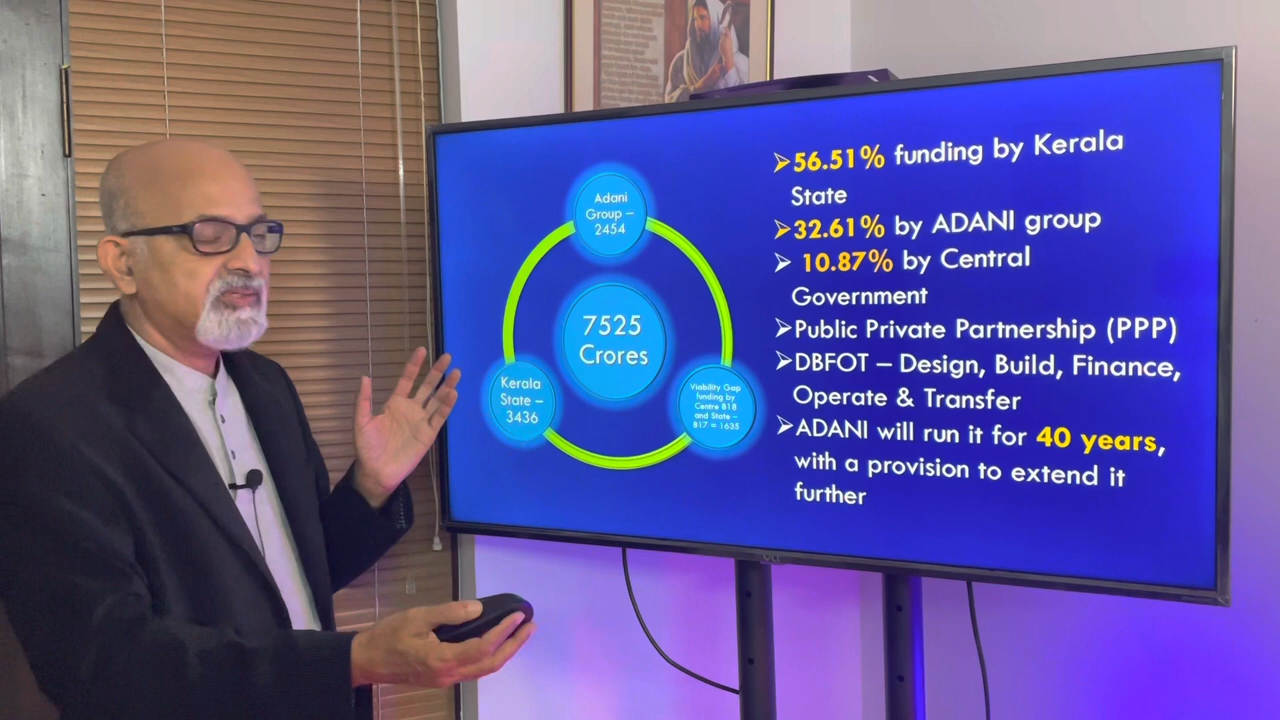 Adani
Group –
2454
7525
Crores
Kerala
State –
3436
Viability Gap
funding by
Centre 818
and State –
817 = 1635
➢56.51% funding by Kerala
State
➢32.61% by ADANI group
➢ 10.87% by Central
Government
➢Public Private Partnership (PPP)
➢DBFOT – Design, Build, Finance,
Operate & Transfer
➢ADANI will run it for 40 years,
with a provision to extend it
further